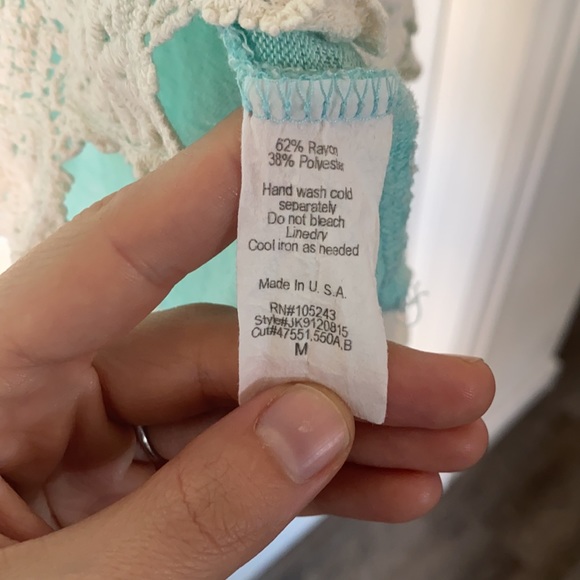 62% Rayon
38% Polyester
Hand wash cold
separately
Do not bleach
Linedry
Cool iron as needed
Made In U.S.A.
RN#105243
Style#JK9120815
Cut#47551,550A,B
M